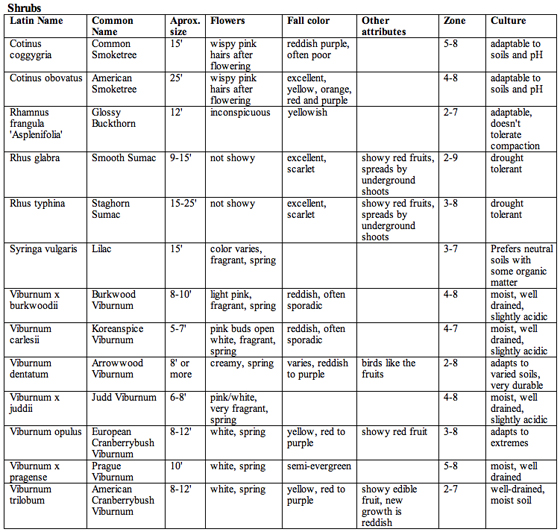 Shrubs
Latin Name | Common Name | Aprox. size | Flowers | Fall color | Other attributes | Zone | Culture
Cotinus coggygria | Common Smoketree | 15' | wispy pink hairs after flowering | reddish purple, often poor | | 5-8 | adaptable to soils and pH
Cotinus obovatus | American Smoketree | 25' | wispy pink hairs after flowering | excellent, yellow, orange, red and purple | | 4-8 | adaptable to soils and pH
Rhamnus frangula 'Asplenifolia' | Glossy Buckthorn | 12' | inconspicuous | yellowish | | 2-7 | adaptable, doesn't tolerate compaction
Rhus glabra | Smooth Sumac | 9-15' | not showy | excellent, scarlet | showy red fruits, spreads by underground shoots | 2-9 | drought tolerant
Rhus typhina | Staghorn Sumac | 15-25' | not showy | excellent, scarlet | showy red fruits, spreads by underground shoots | 3-8 | drought tolerant
Syringa vulgaris | Lilac | 15' | color varies, fragrant, spring | | | 3-7 | Prefers neutral soils with some organic matter
Viburnum x burkwoodii | Burkwood Viburnum | 8-10' | light pink, fragrant, spring | reddish, often sporadic | | 4-8 | moist, well drained, slightly acidic
Viburnum carlesii | Koreanspice Viburnum | 5-7' | pink buds open white, fragrant, spring | reddish, often sporadic | | 4-7 | moist, well drained, slightly acidic
Viburnum dentatum | Arrowwood Viburnum | 8' or more | creamy, spring | varies, reddish to purple | birds like the fruits | 2-8 | adapts to varied soils, very durable
Viburnum x juddii | Judd Viburnum | 6-8' | pink/white, very fragrant, spring | | | 4-8 | moist, well drained, slightly acidic
Viburnum opulus | European Cranberrybush Viburnum | 8-12' | white, spring | yellow, red to purple | showy red fruit | 3-8 | adapts to extremes
Viburnum x pragense | Prague Viburnum | 10' | white, spring | semi-evergreen | | 5-8 | moist, well drained
Viburnum trilobum | American Cranberrybush Viburnum | 8-12' | white, spring | yellow, red to purple | showy edible fruit, new growth is reddish | 2-7 | well-drained, moist soil